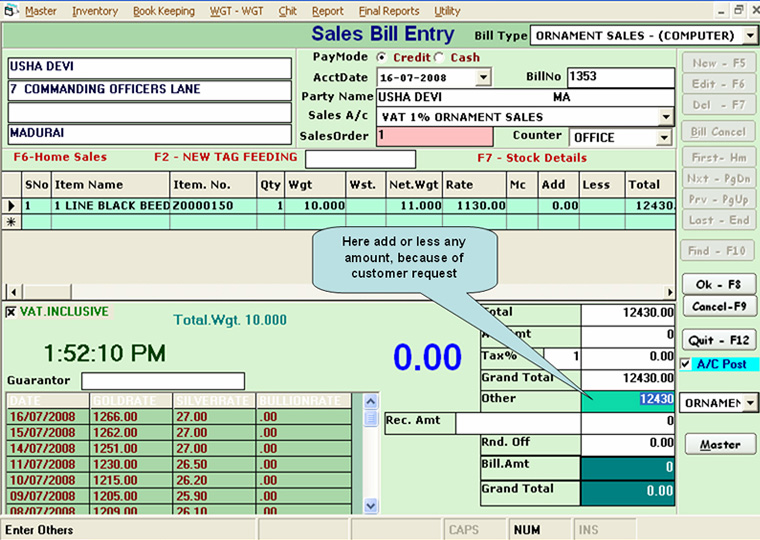 Master Inventory Book Keeping WGT - WGT Chit Report Final Reports Utility
Sales Bill Entry Bill Type ORNAMENT SALES - (COMPUTER)
PayMode Credit Cash
USHA DEVI
7 COMMANDING OFFICERS LANE
MADURAI
AcctDate 16-07-2008 BillNo 1353
Party Name USHA DEVI MA
Sales A/c VAT 1% ORNAMENT SALES
SalesOrder 1 Counter OFFICE
New - F5
Edit - F6
Del - F7
Bill Cancel
First- Hm
Nxt - PgDn
Prv - PgUp
Last - End
Find - F10
Ok - F8
Cancel-F9
Quit - F12
A/C Post
ORNAMEN
Master
F6-Home Sales F2 - NEW TAG FEEDING F7 - Stock Details
SNo Item Name Item. No. Qty Wgt Wst. Net.Wgt Rate Mc Add Less Total
1 1 LINE BLACK BEED 20000150 1 10.000 11.000 1130.00 0.00 12430.
Here add or less any
amount, because of
customer request
VAT.INCLUSIVE
Total.Wgt. 10.000
1:52:10 PM
0.00
Guarantor
DATE GOLDRATE SILVERRATE BULLIONRATE
16/07/2008 1266.00 27.00 .00
15/07/2008 1262.00 27.00 .00
14/07/2008 1251.00 27.00 .00
11/07/2008 1230.00 26.50 .00
10/07/2008 1215.00 26.20 .00
09/07/2008 1205.00 25.90 .00
08/07/2008 1209.00 26.10 .00
Total 12430.00
0.00
Tax% 1 0.00
Grand Total 12430.00
Other 12430
Rec. Amt 0
Rnd. Off 0.00
Bill.Amt 0
Grand Total 0.00
Enter Others CAPS NUM INS